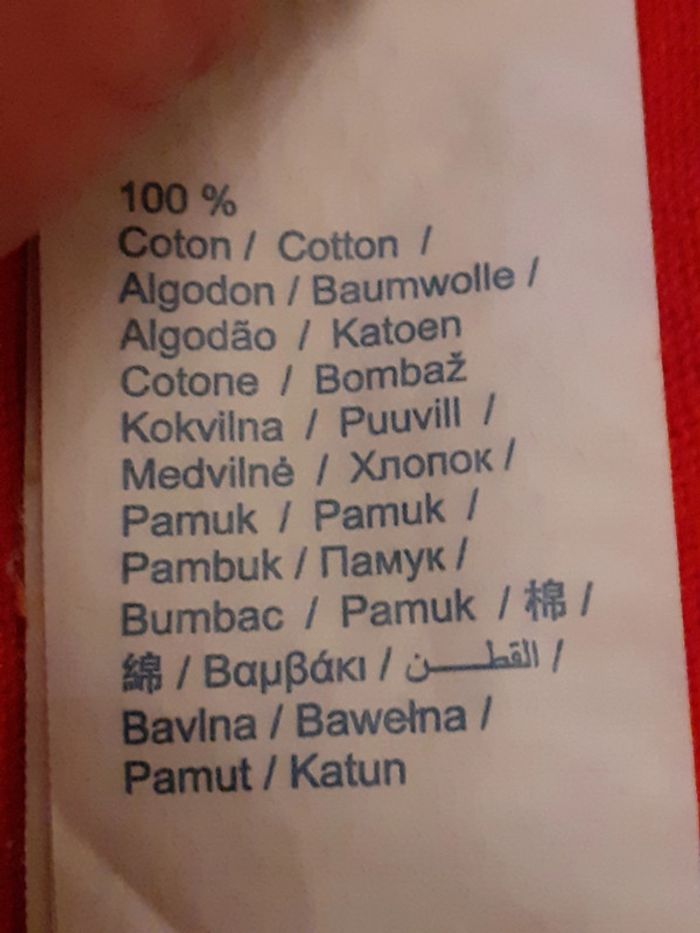 100 %
Coton / Cotton /
Algodon / Baumwolle /
Algodão / Katoen
Cotone / Bombaž
Kokvilna / Puuvill /
Medvilnė / Хлопок /
Pamuk / Pamuk /
Pambuk / Памук /
Bumbac / Pamuk / 棉 /
綿 / Βαμβάκι / القطــــن /
Bavlna / Bawełna /
Pamut / Katun